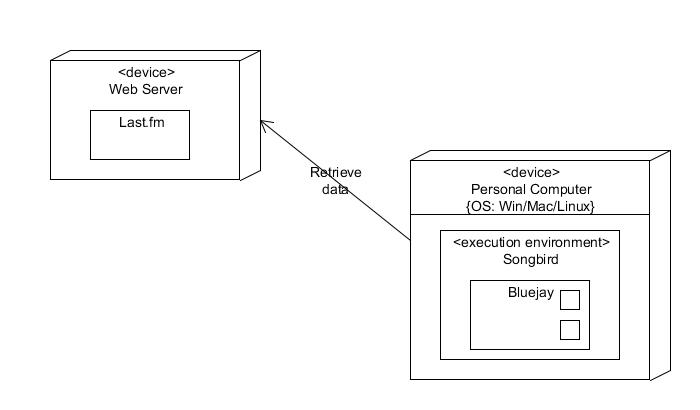 <device>
Web Server
Last.fm
Retrieve
data
<device>
Personal Computer
{OS: Win/Mac/Linux}
<execution environment>
Songbird
Bluejay